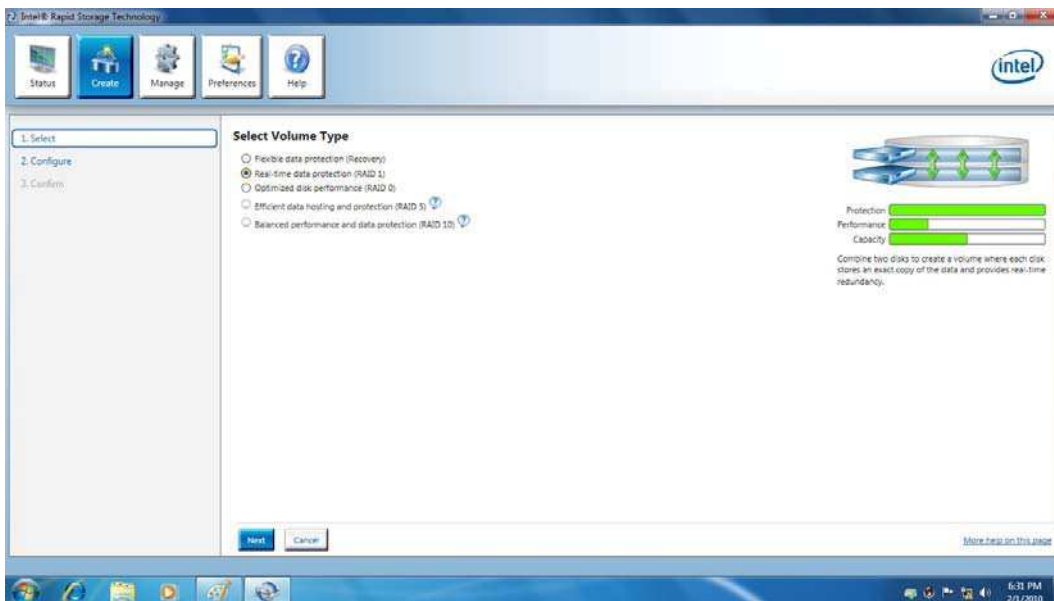 Intel® Rapid Storage Technology
Status
Create
Manage
Preferences
Help
intel
1. Select
2. Configure
3. Confirm
Select Volume Type
Flexible data protection (Recovery)
Real-time data protection (RAID 1)
Optimized disk performance (RAID 0)
Efficient data hosting and protection (RAID 5) ?
Balanced performance and data protection (RAID 10) ?
Protection
Performance
Capacity
Combine two disks to create a volume where each disk
stores an exact copy of the data and provides real-time
redundancy.
Next
Cancel
More help on this page
6:31 PM
2/1/2010